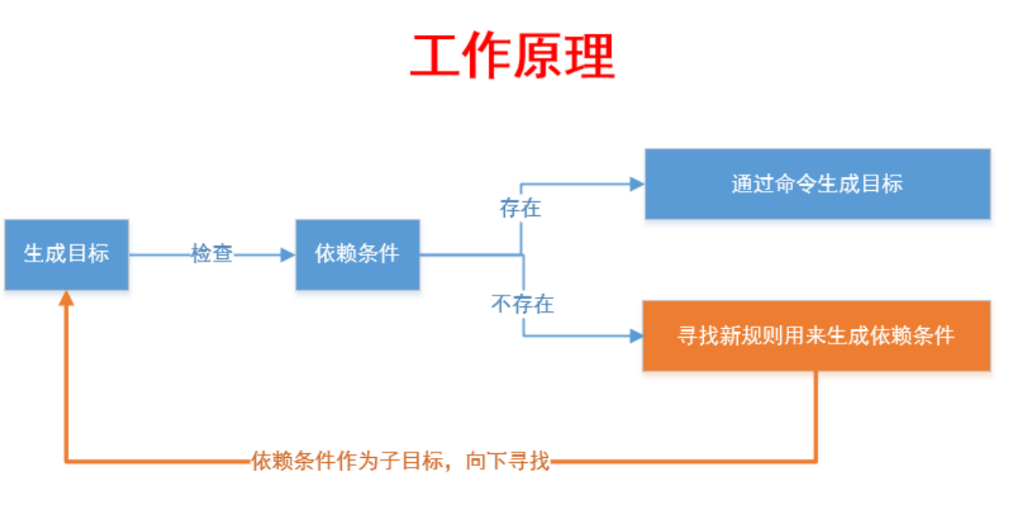 工作原理
通过命令生成目标
存在
生成目标
检查
依赖条件
不存在
寻找新规则用来生成依赖条件
依赖条件作为子目标，向下寻找